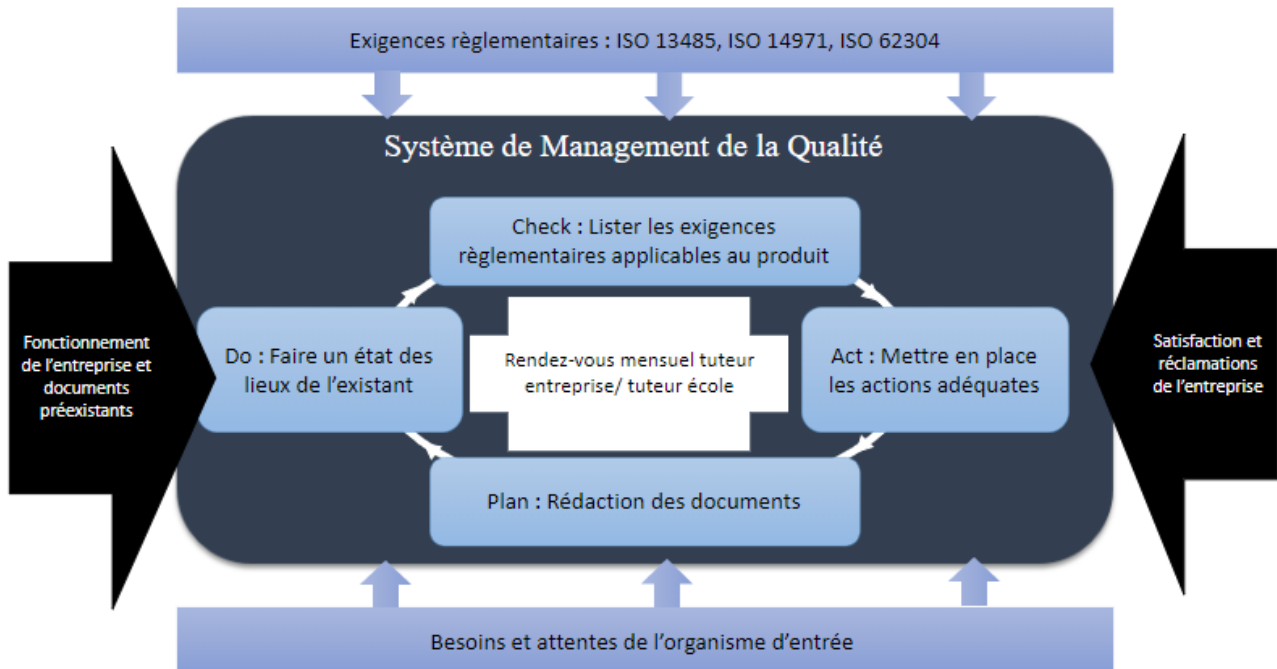 Exigences règlementaires : ISO 13485, ISO 14971, ISO 62304
Système de Management de la Qualité
Check : Lister les exigences
règlementaires applicables au produit
Fonctionnement
de l'entreprise et
documents
préexistants
Do : Faire un état des
lieux de l'existant
Rendez-vous mensuel tuteur
entreprise/ tuteur école
Act : Mettre en place
les actions adéquates
Satisfaction et
réclamations
de l'entreprise
Plan : Rédaction des documents
Besoins et attentes de l'organisme d'entrée